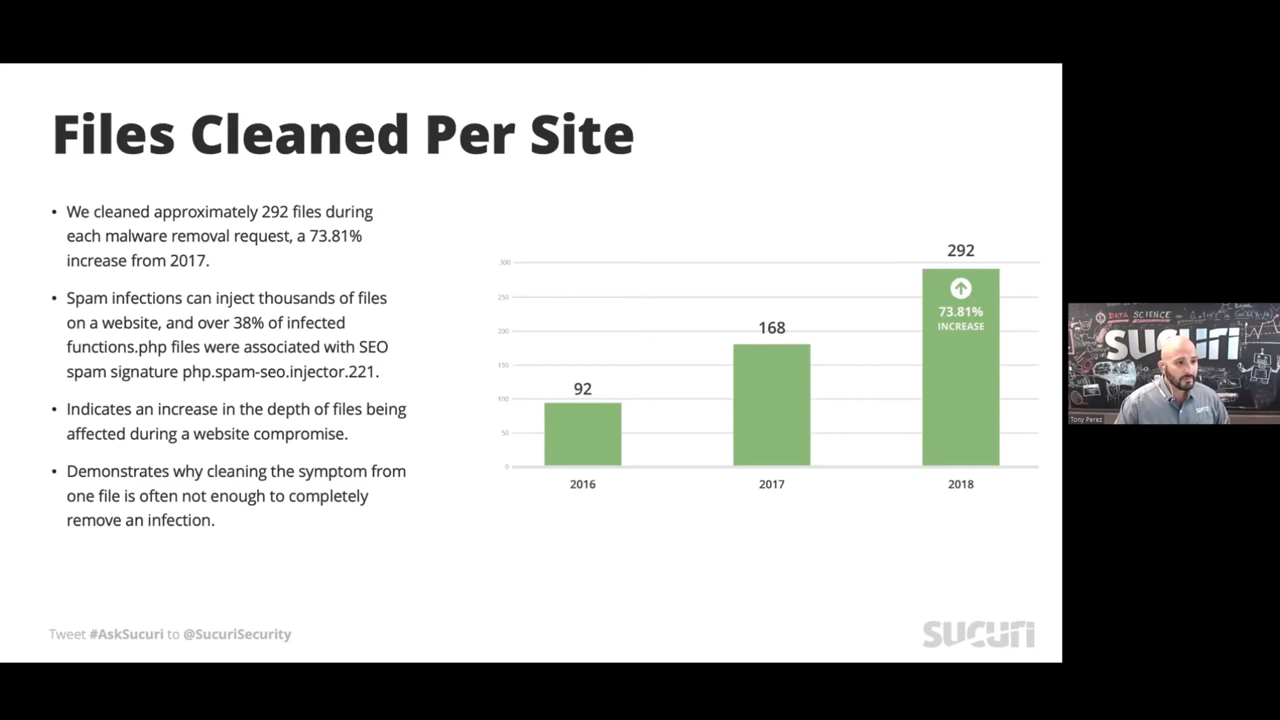 Files Cleaned Per Site
• We cleaned approximately 292 files during
each malware removal request, a 73.81%
increase from 2017.
• Spam infections can inject thousands of files
on a website, and over 38% of infected
functions.php files were associated with SEO
spam signature php.spam-seo.injector.221.
• Indicates an increase in the depth of files being
affected during a website compromise.
• Demonstrates why cleaning the symptom from
one file is often not enough to completely
remove an infection.
300
250
200
150
100
50
0
92
168
292
73.81%
INCREASE
2016
2017
2018
Tweet #AskSucuri to @SucuriSecurity
SUCURI
DATA SCIENCE
SUCURI
Tony Perez